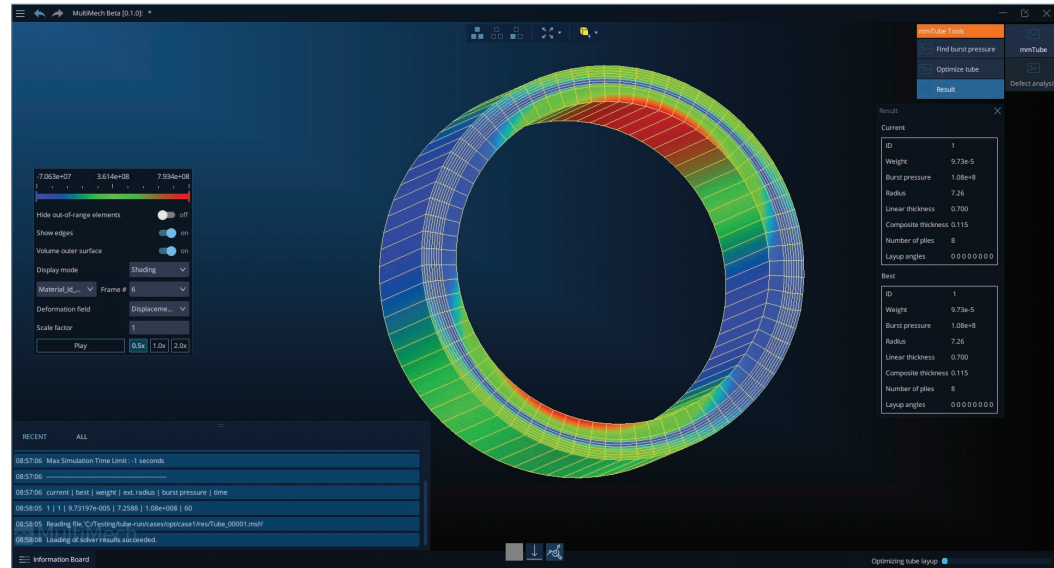 MultiMech Beta [0.1.0]: *
mmTube Tools
Find burst pressure
mmTube
Optimize tube
Defect analysis
Result
Result
Current
ID 1
Weight 9.73e-5
Burst pressure 1.08e+8
Radius 7.26
Linear thickness 0.700
Composite thickness 0.115
Number of plies 8
Layup angles 0 0 0 0 0 0 0 0
Best
ID 1
Weight 9.73e-5
Burst pressure 1.08e+8
Radius 7.26
Linear thickness 0.700
Composite thickness 0.115
Number of plies 8
Layup angles 0 0 0 0 0 0 0 0
-7.063e+07 3.614e+08 7.934e+08
Hide out-of-range elements off
Show edges on
Volume outer surface on
Display mode Shading
Material_Id_... Frame # 6
Deformation field Displaceme...
Scale factor 1
Play 0.5x 1.0x 2.0x
RECENT ALL
08:57:06 Max Simulation Time Limit : -1 seconds
08:57:06 ------------------------------------------------
08:57:06 current | best | weight | ext. radius | burst pressure | time
08:58:05 1 | 1 | 9.73197e-005 | 7.2588 | 1.08e+008 | 60
08:58:05 Reading file 'C:/Testing/tube-run/cases/opt/case1/res/Tube_00001.msh'
MultiMech
08:58:08 Loading of solver results succeeded.
Information Board
Optimizing tube layup